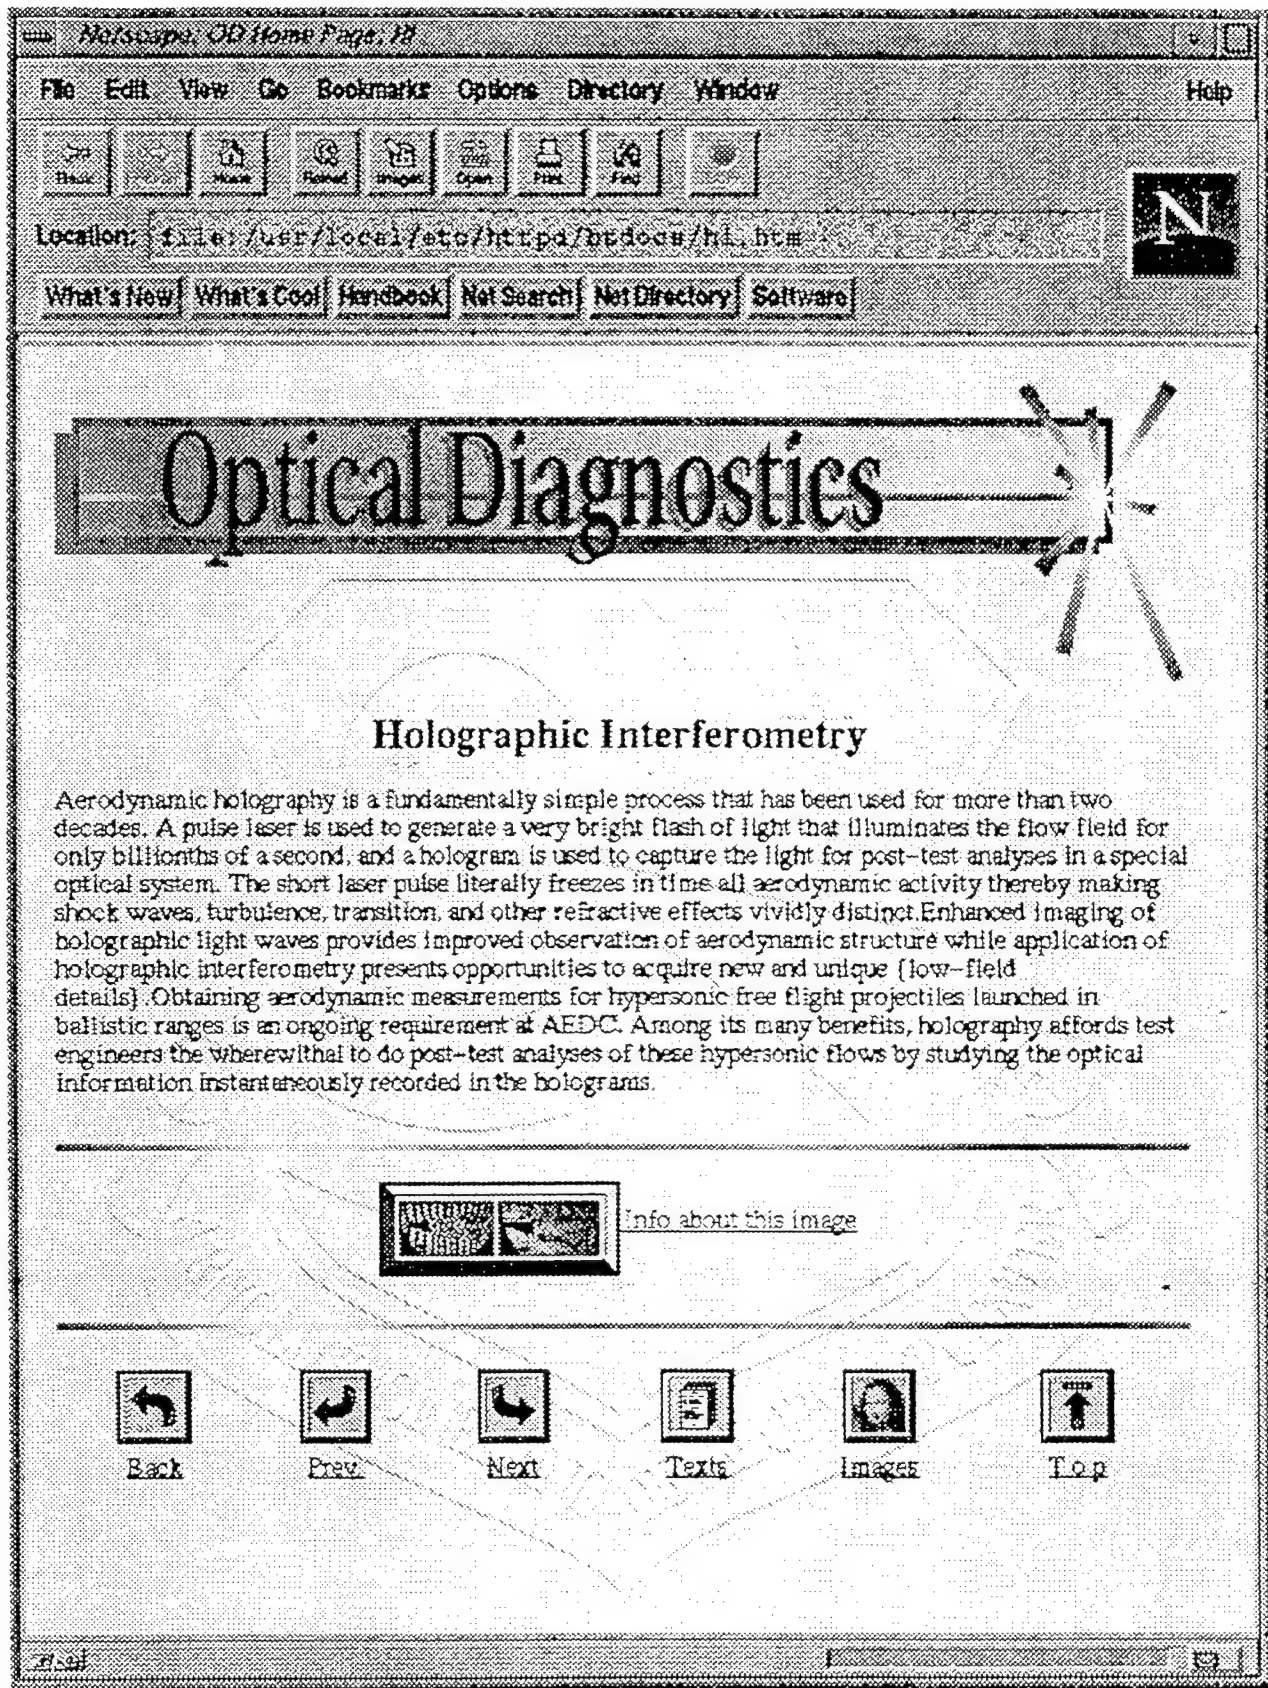 Netscape: OD Home Page: HI
File Edit View Go Bookmarks Options Directory Window Help
Back Home Reload Images Open Print Find
Location: file:/usr/local/etc/httpd/htdocs/hi.htm
N
What's New! What's Cool! Handbook Net Search Net Directory Software
Optical Diagnostics
Holographic Interferometry
Aerodynamic holography is a fundamentally simple process that has been used for more than two
decades. A pulse laser is used to generate a very bright flash of light that illuminates the flow field for
only billionths of a second, and a hologram is used to capture the light for post-test analyses in a special
optical system. The short laser pulse literally freezes in time all aerodynamic activity thereby making
shock waves, turbulence, transition, and other refractive effects vividly distinct.Enhanced imaging of
holographic light waves provides improved observation of aerodynamic structure while application of
holographic interferometry presents opportunities to acquire new and unique {low-field
details} .Obtaining aerodynamic measurements for hypersonic free flight projectiles launched in
ballistic ranges is an ongoing requirement at AEDC. Among its many benefits, holography affords test
engineers the wherewithal to do post-test analyses of these hypersonic flows by studying the optical
information instantaneously recorded in the holograms.
Info about this image
Back Prev. Next Texts Images Top